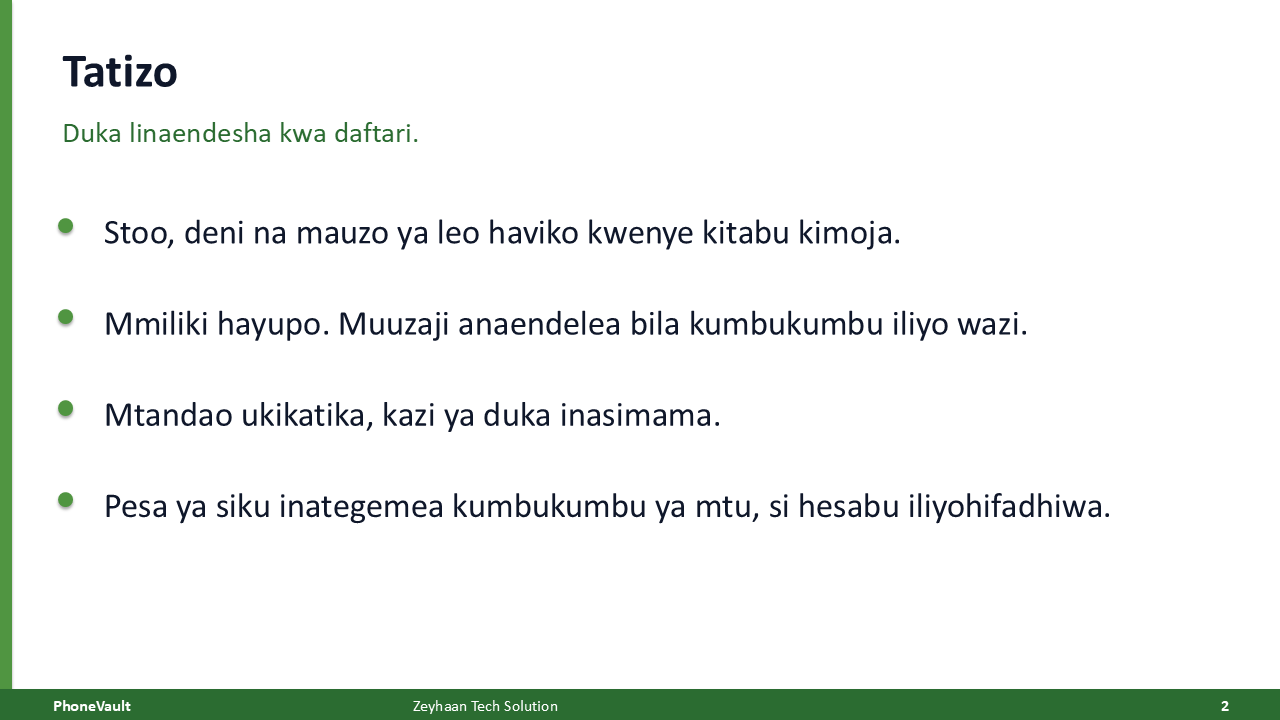 Tatizo
Duka linaendesha kwa daftari.
Stoo, deni na mauzo ya leo haviko kwenye kitabu kimoja.
Mmiliki hayupo. Muuzaji anaendelea bila kumbukumbu iliyo wazi.
Mtandao ukikatika, kazi ya duka inasimama.
Pesa ya siku inategemea kumbukumbu ya mtu, si hesabu iliyohifadhiwa.
PhoneVault
Zeyhaan Tech Solution
2